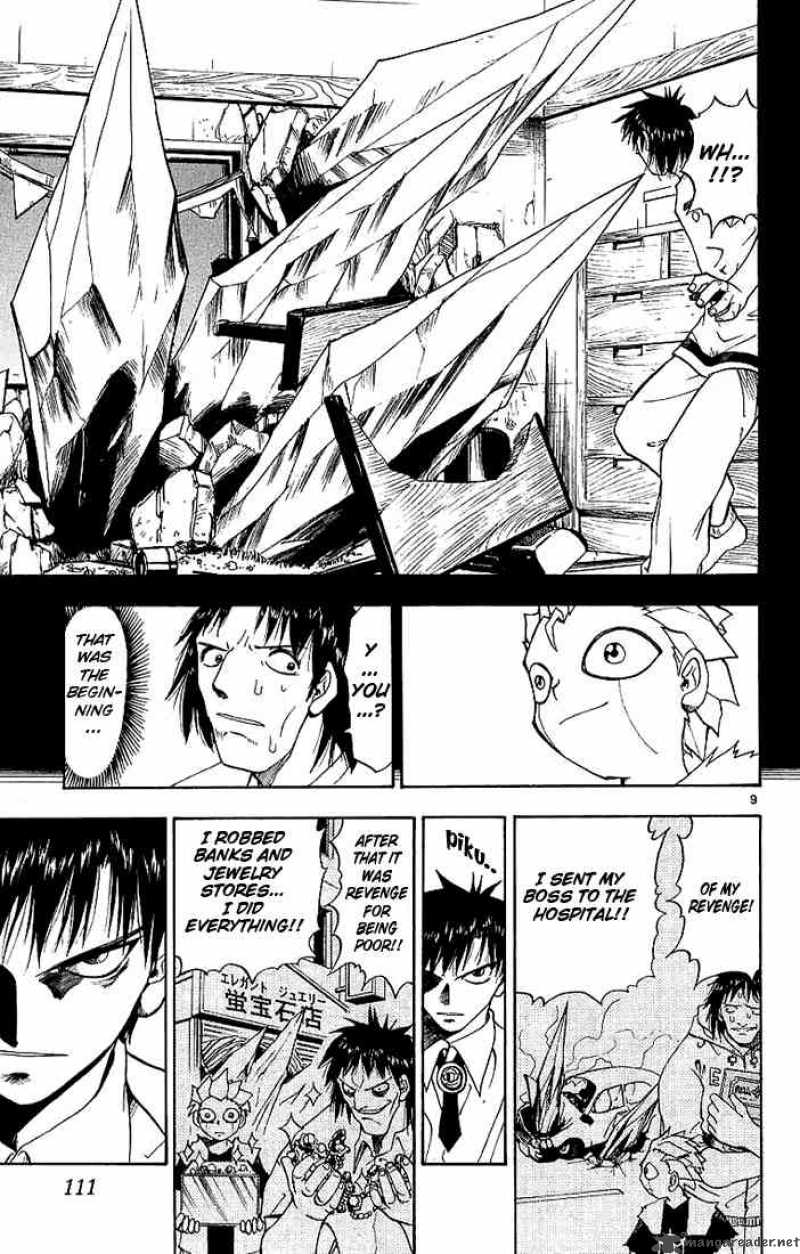 WH...
!!?
Y
...
YOU
...?
THAT
WAS
THE
BEGIN-
NING
...
9
OF MY
REVENGE!
I SENT MY
BOSS TO THE
HOSPITAL!!
piku..
AFTER
THAT IT
WAS
REVENGE
FOR
BEING
POOR!!
I ROBBED
BANKS AND
JEWELRY
STORES...
I DID
EVERYTHING!!
エレガント ジュエリー
蛍宝石店
111
mangareader.net